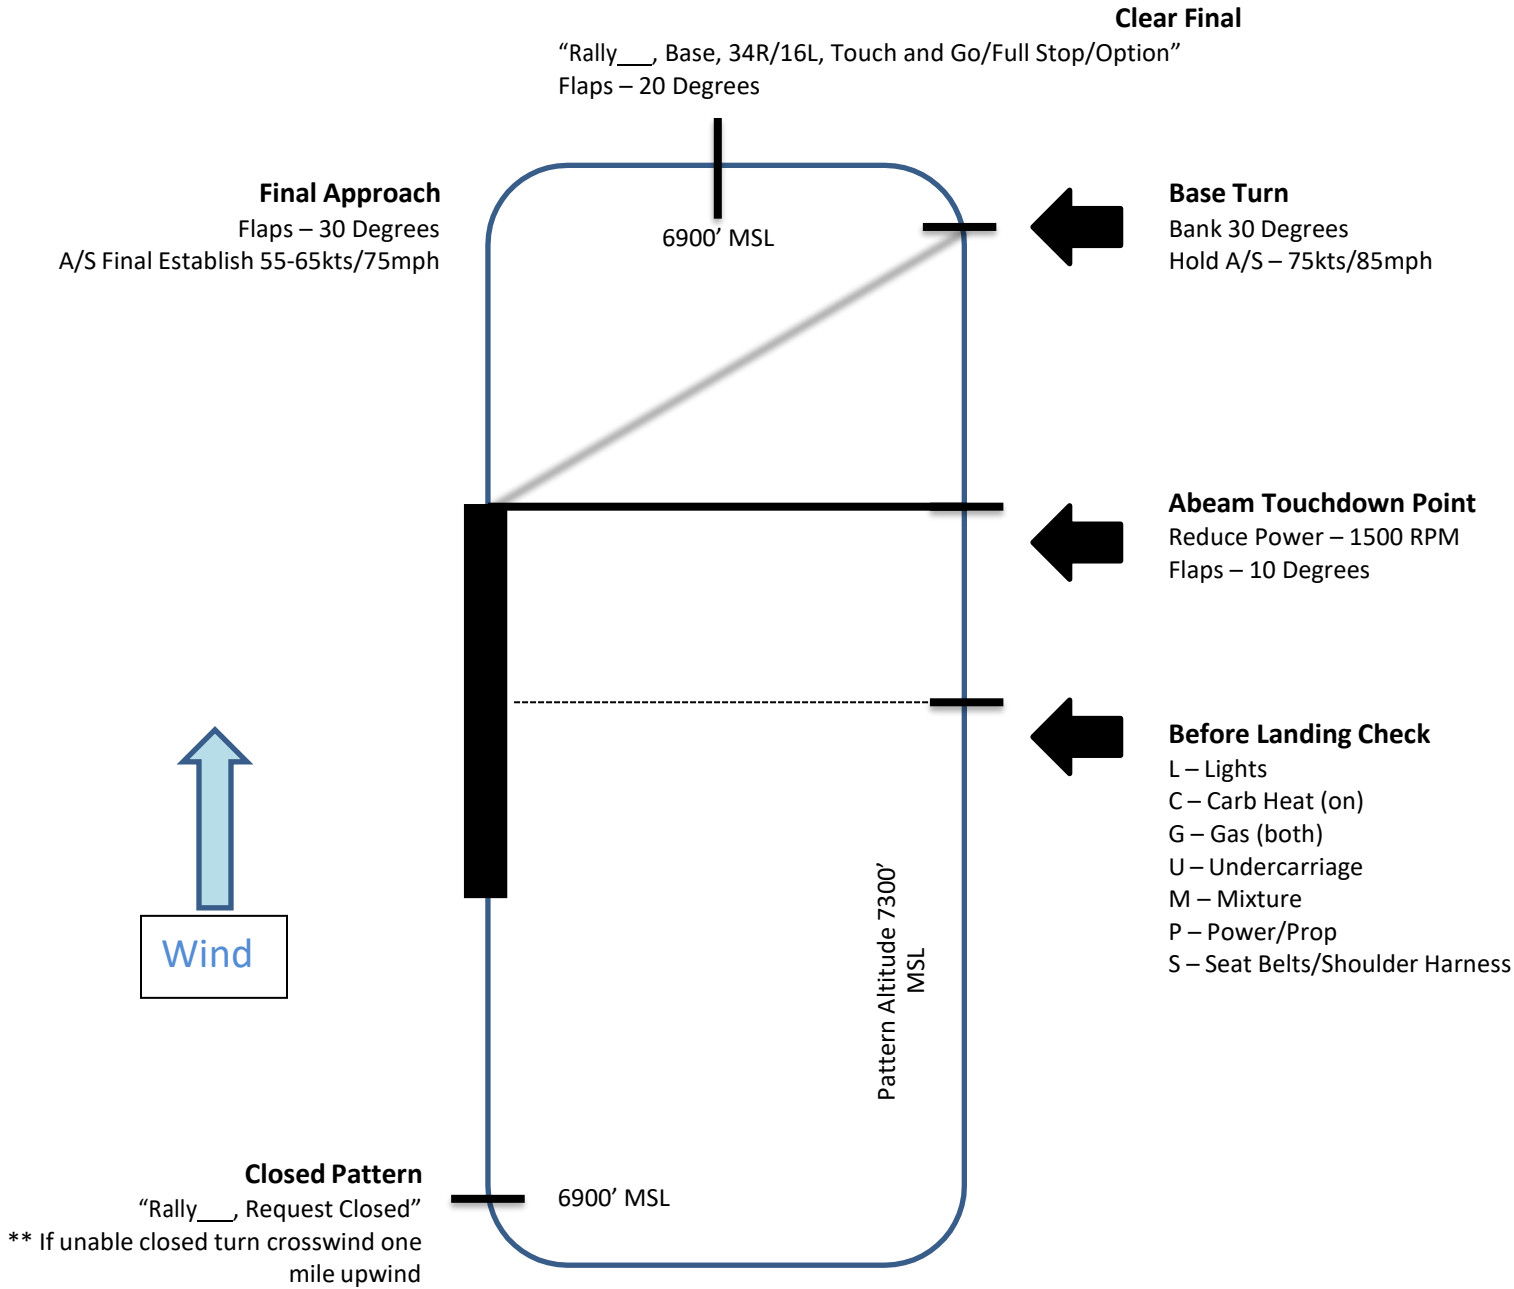 Clear Final
“Rally___, Base, 34R/16L, Touch and Go/Full Stop/Option”
Flaps – 20 Degrees
Final Approach
Flaps – 30 Degrees
A/S Final Establish 55-65kts/75mph
6900’ MSL
Base Turn
Bank 30 Degrees
Hold A/S – 75kts/85mph
Abeam Touchdown Point
Reduce Power – 1500 RPM
Flaps – 10 Degrees
Before Landing Check
L – Lights
C – Carb Heat (on)
G – Gas (both)
U – Undercarriage
M – Mixture
P – Power/Prop
S – Seat Belts/Shoulder Harness
Wind
Pattern Altitude 7300’
MSL
Closed Pattern
“Rally___, Request Closed”
** If unable closed turn crosswind one
mile upwind
6900’ MSL